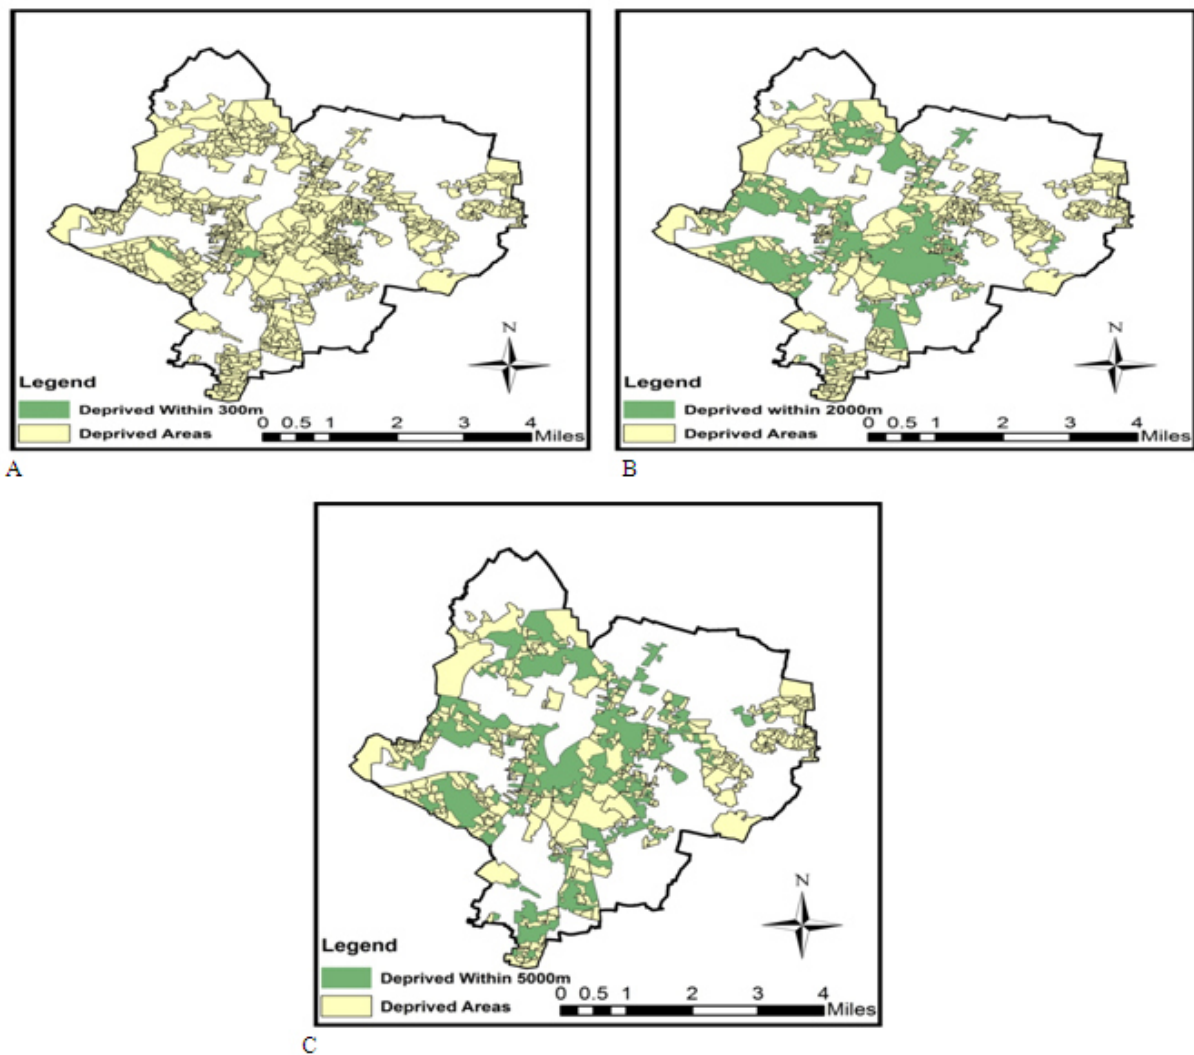 N
Legend
Deprived Within 300m
Deprived Areas
0 0.5 1 2 3 4
Miles
A
N
Legend
Deprived within 2000m
Deprived Areas
0 0.5 1 2 3 4
Miles
B
N
Legend
Deprived Within 5000m
Deprived Areas
0 0.5 1 2 3 4
Miles
C